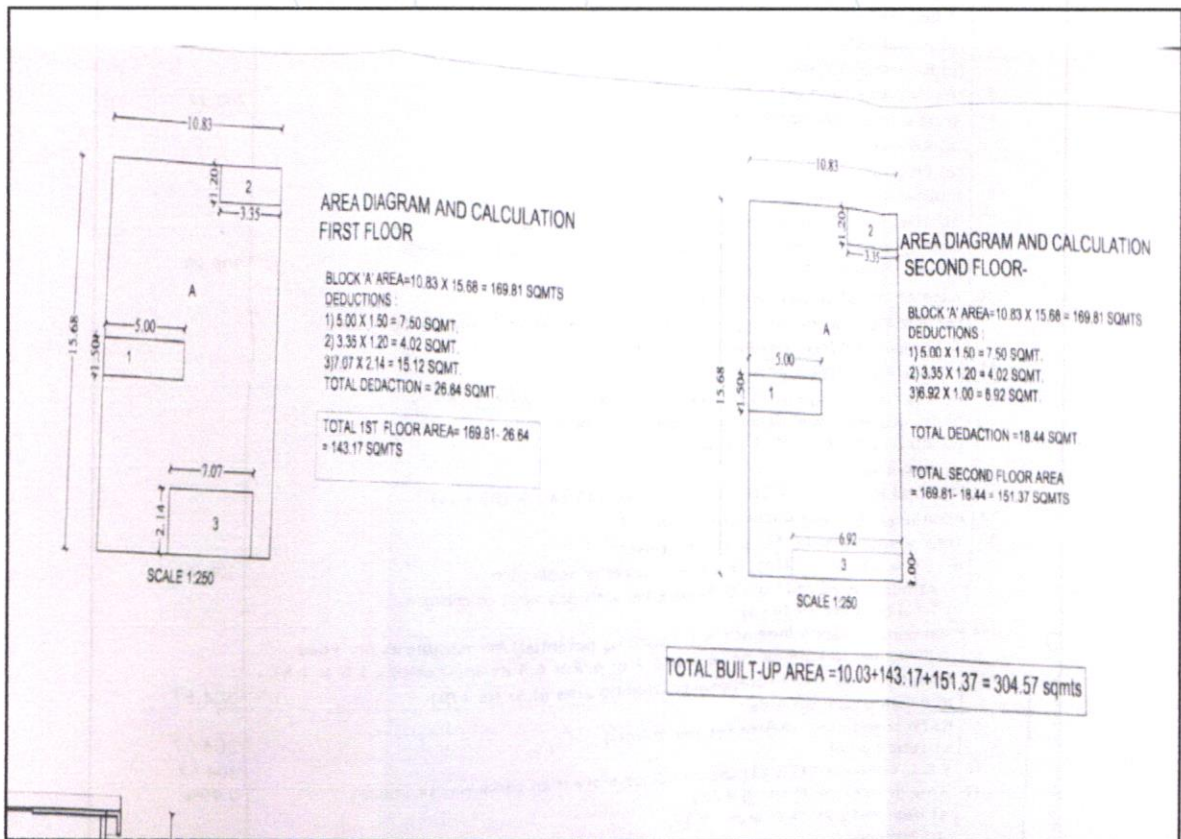 10.83
1.20
2
3.35
A
15.68
5.00
1.50
1
7.07
2.14
3
SCALE 1:250
AREA DIAGRAM AND CALCULATION
FIRST FLOOR
BLOCK 'A' AREA=10.83 X 15.68 = 169.81 SQMTS
DEDUCTIONS :
1) 5.00 X 1.50 = 7.50 SQMT.
2) 3.35 X 1.20 = 4.02 SQMT.
3)7.07 X 2.14 = 15.12 SQMT.
TOTAL DEDACTION = 26.64 SQMT.
TOTAL 1ST FLOOR AREA= 169.81- 26.64
= 143.17 SQMTS
10.83
1.20
2
3.35
A
15.68
5.00
1.50
1
6.92
3
1.00
SCALE 1:250
AREA DIAGRAM AND CALCULATION
SECOND FLOOR-
BLOCK 'A' AREA=10.83 X 15.68 = 169.81 SQMTS
DEDUCTIONS :
1) 5.00 X 1.50 = 7.50 SQMT.
2) 3.35 X 1.20 = 4.02 SQMT.
3)6.92 X 1.00 = 6.92 SQMT.
TOTAL DEDACTION =18.44 SQMT
TOTAL SECOND FLOOR AREA
= 169.81- 18.44 = 151.37 SQMTS
TOTAL BUILT-UP AREA =10.03+143.17+151.37 = 304.57 sqmts